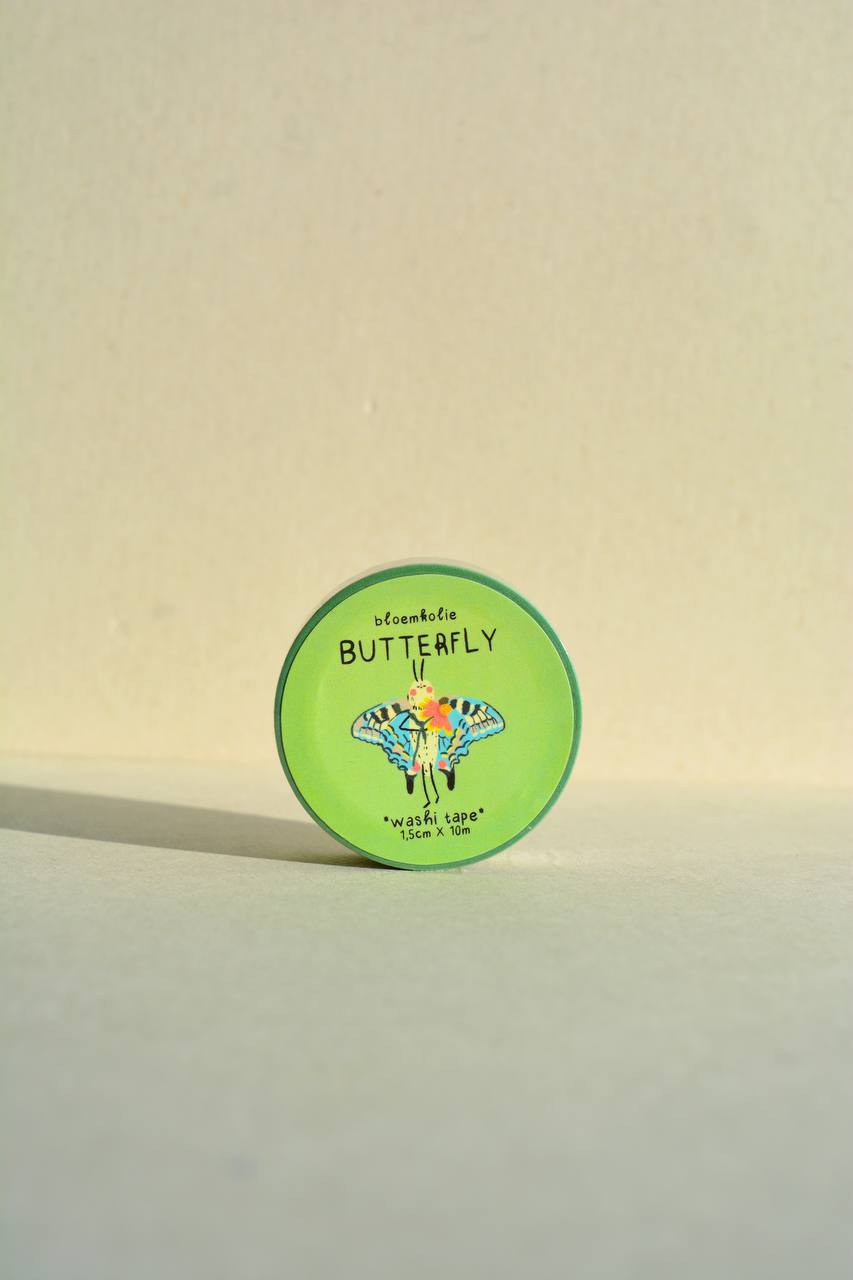 bloemkolie
BUTTERFLY
*washi tape*
1,5cm X 10m